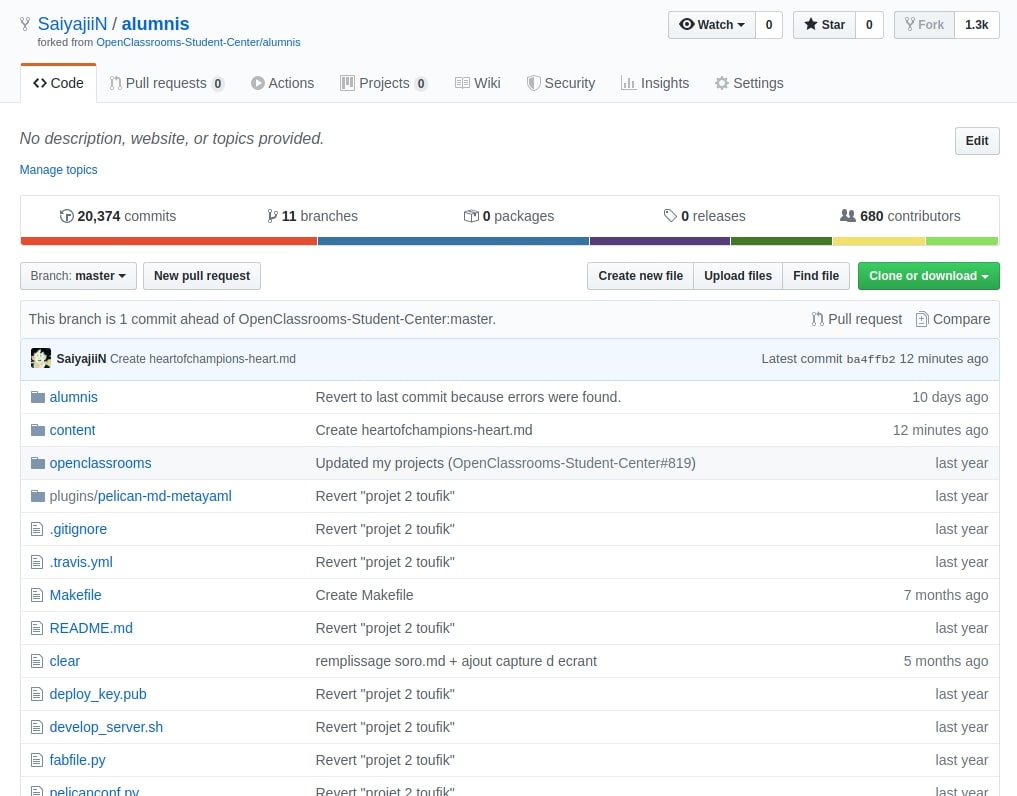 SaiyajiiN / alumnis
Watch 0 Star 0 Fork 1.3k
forked from OpenClassrooms-Student-Center/alumnis
Code Pull requests 0 Actions Projects 0 Wiki Security Insights Settings
No description, website, or topics provided.
Edit
Manage topics
20,374 commits 11 branches 0 packages 0 releases 680 contributors
Branch: master New pull request Create new file Upload files Find file Clone or download
This branch is 1 commit ahead of OpenClassrooms-Student-Center:master. Pull request Compare
SaiyajiiN Create heartofchampions-heart.md Latest commit ba4ffb2 12 minutes ago
alumnis Revert to last commit because errors were found. 10 days ago
content Create heartofchampions-heart.md 12 minutes ago
openclassrooms Updated my projects (OpenClassrooms-Student-Center#819) last year
plugins/pelican-md-metayaml Revert "projet 2 toufik" last year
.gitignore Revert "projet 2 toufik" last year
.travis.yml Revert "projet 2 toufik" last year
Makefile Create Makefile 7 months ago
README.md Revert "projet 2 toufik" last year
clear remplissage soro.md + ajout capture d ecrant 5 months ago
deploy_key.pub Revert "projet 2 toufik" last year
develop_server.sh Revert "projet 2 toufik" last year
fabfile.py Revert "projet 2 toufik" last year
pelicanconf.py Revert "projet 2 toufik" last year